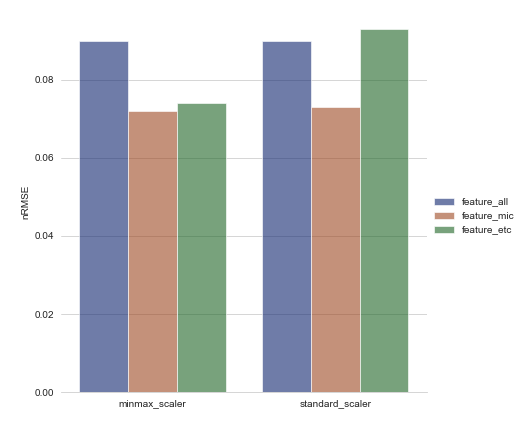 0.08
0.06
0.04
0.02
0.00
nRMSE
minmax_scaler
standard_scaler
feature_all
feature_mic
feature_etc